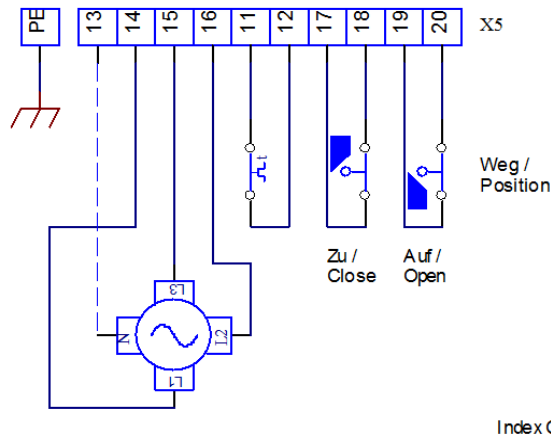 PE 13 14 15 16 11 12 17 18 19 20 X5
t
Weg /
Position
Zu /
Close
Auf /
Open
L3
N
L2
L1
Index